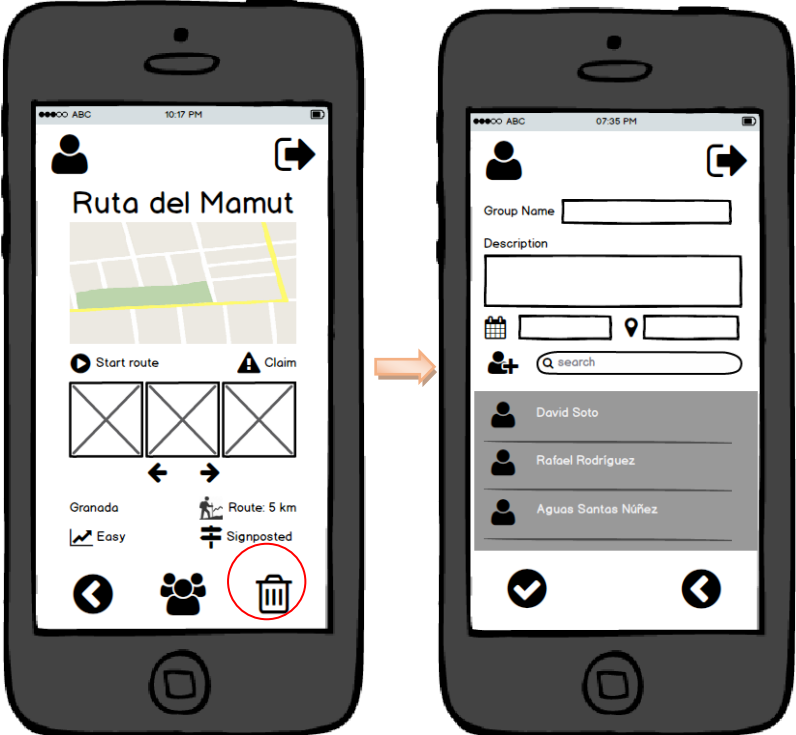 ABC 10:17 PM
Ruta del Mamut
Start route Claim
Granada Route: 5 km
Easy Signposted
ABC 07:35 PM
Group Name
Description
search
David Soto
Rafael Rodríguez
Aguas Santas Núñez